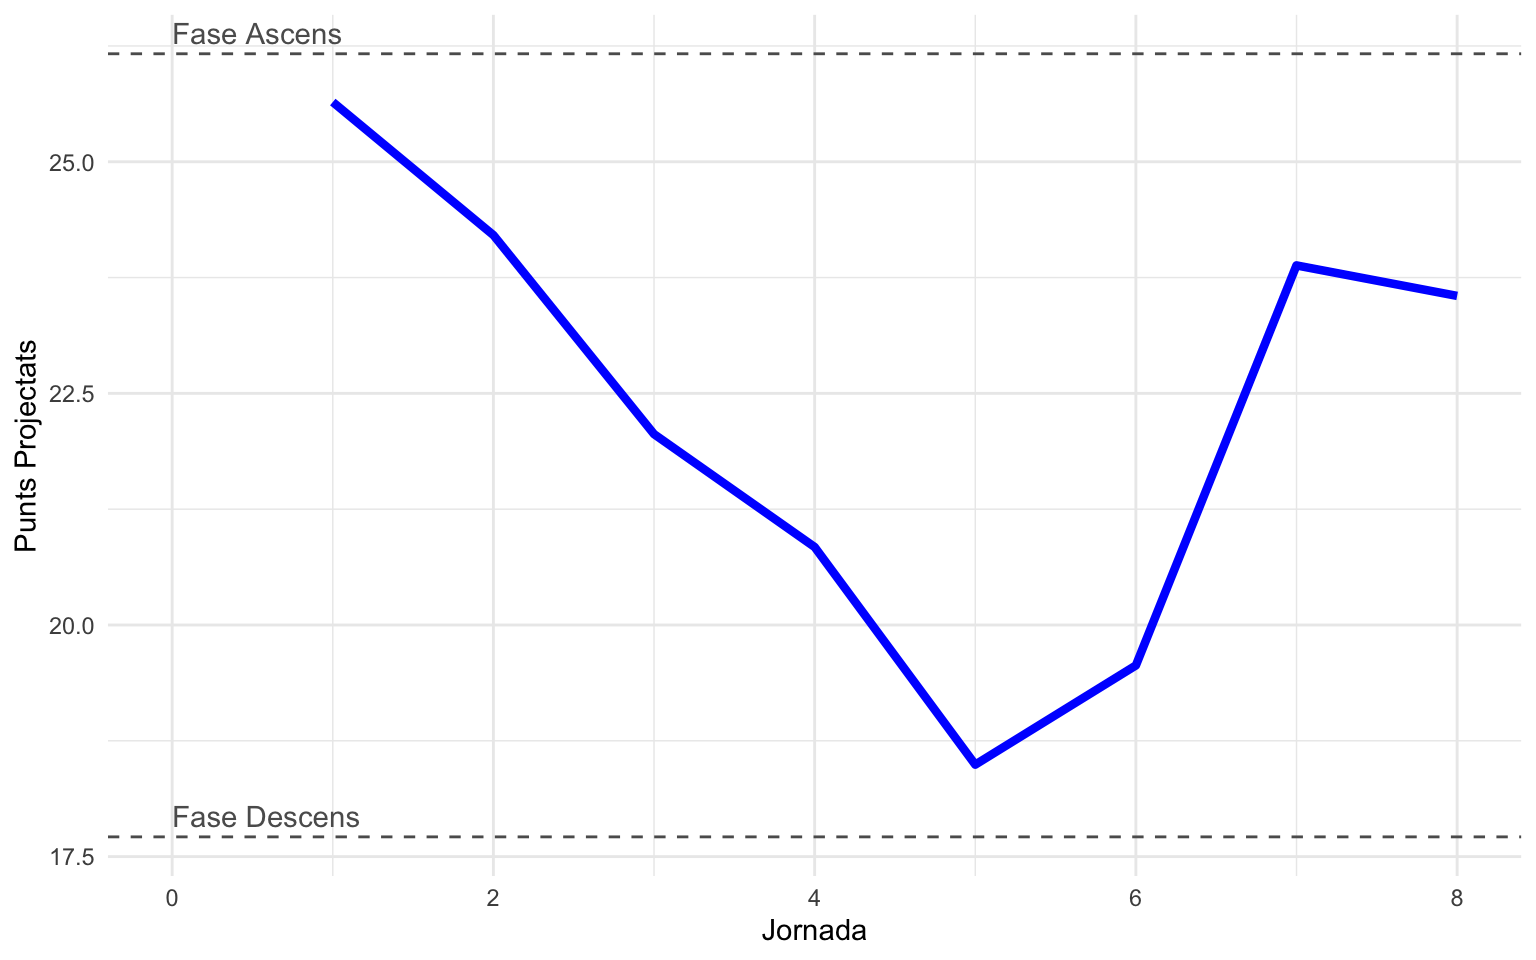 Fase Ascens
25.0
22.5
20.0
Fase Descens
17.5
0 2 4 6 8
Jornada
Punts Projectats